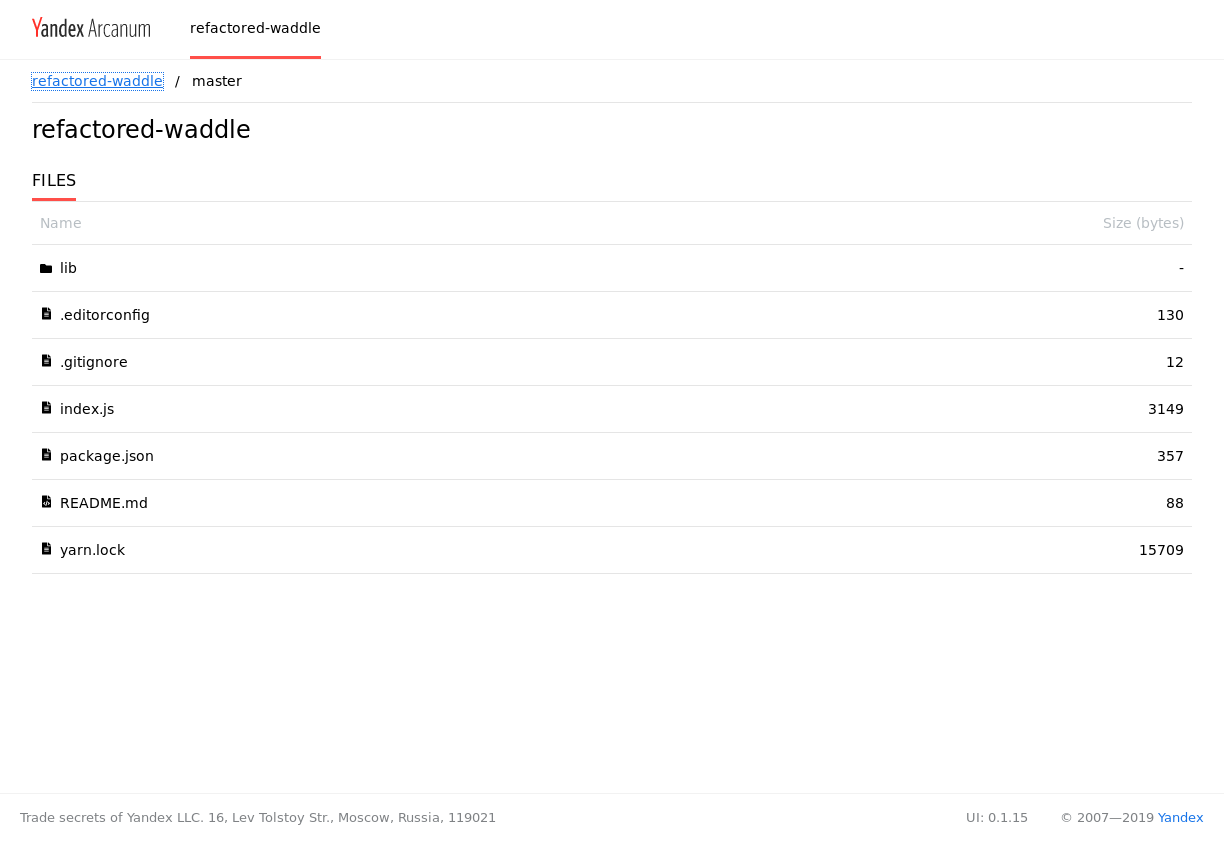 Yandex Arcanum refactored-waddle
refactored-waddle / master
refactored-waddle
FILES
Name Size (bytes)
lib -
.editorconfig 130
.gitignore 12
index.js 3149
package.json 357
README.md 88
yarn.lock 15709
Trade secrets of Yandex LLC. 16, Lev Tolstoy Str., Moscow, Russia, 119021 UI: 0.1.15 © 2007—2019 Yandex